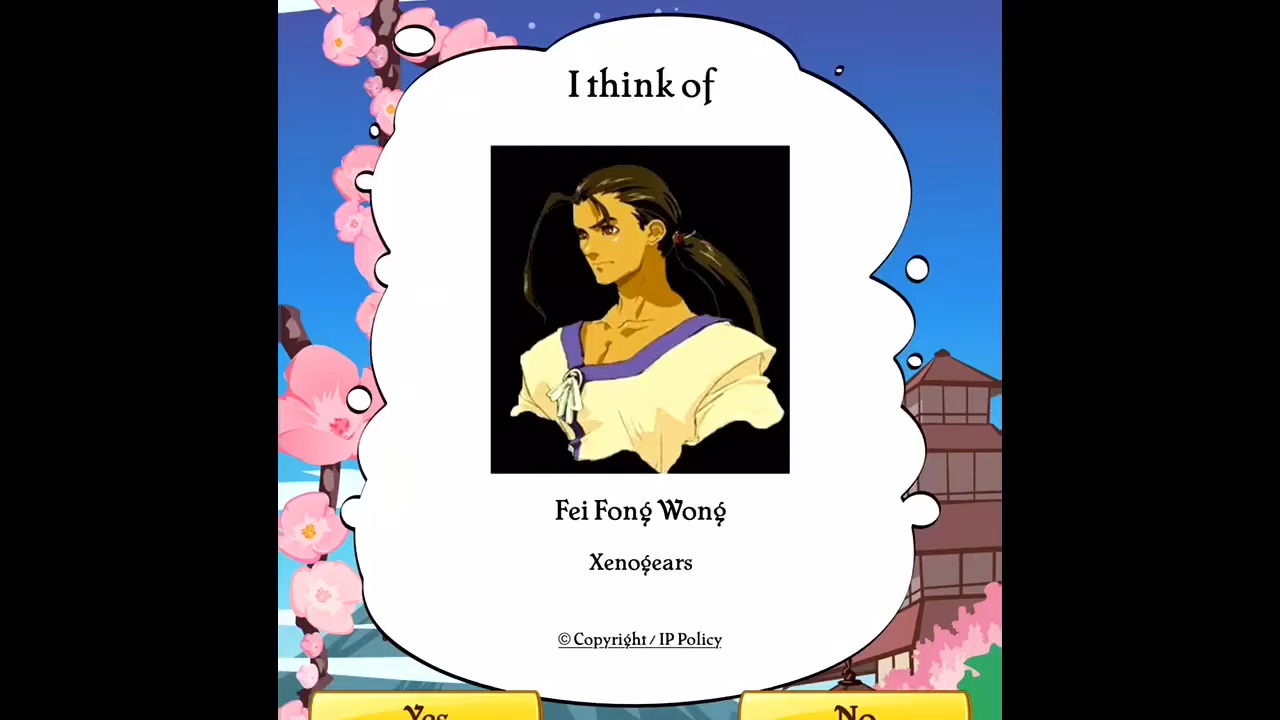 I think of
Fei Fong Wong
Xenogears
© Copyright / IP Policy
Yes
No